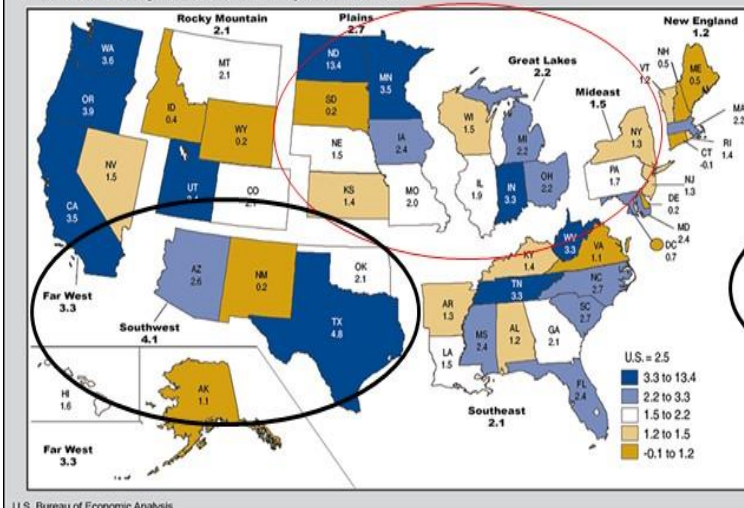 Rocky Mountain
2.1
Plains
2.7
New England
1.2
Great Lakes
2.2
Mideast
1.5
WA
3.6
OR
3.9
CA
3.5
NV
1.5
ID
0.4
MT
2.1
WY
0.2
UT
CO
ND
13.4
SD
0.2
NE
1.5
KS
1.4
MN
3.5
IA
2.4
MO
2.0
WI
1.5
IL
1.9
MI
2.2
IN
3.3
OH
2.2
VT
1.2
NH
0.5
ME
0.5
MA
2.2
RI
1.4
CT
-0.1
NY
1.3
PA
1.7
NJ
1.3
DE
0.2
MD
2.4
DC
0.7
WV
3.3
VA
1.1
KY
1.4
TN
3.3
NC
2.7
SC
2.7
AR
1.3
LA
1.5
MS
2.4
AL
1.2
GA
2.1
FL
2.4
Southeast
2.1
AZ
2.6
NM
0.2
OK
2.1
TX
4.8
Far West
3.3
Southwest
4.1
HI
1.6
AK
1.1
Far West
3.3
U.S. = 2.5
3.3 to 13.4
2.2 to 3.3
1.5 to 2.2
1.2 to 1.5
-0.1 to 1.2
U.S. Bureau of Economic Analysis